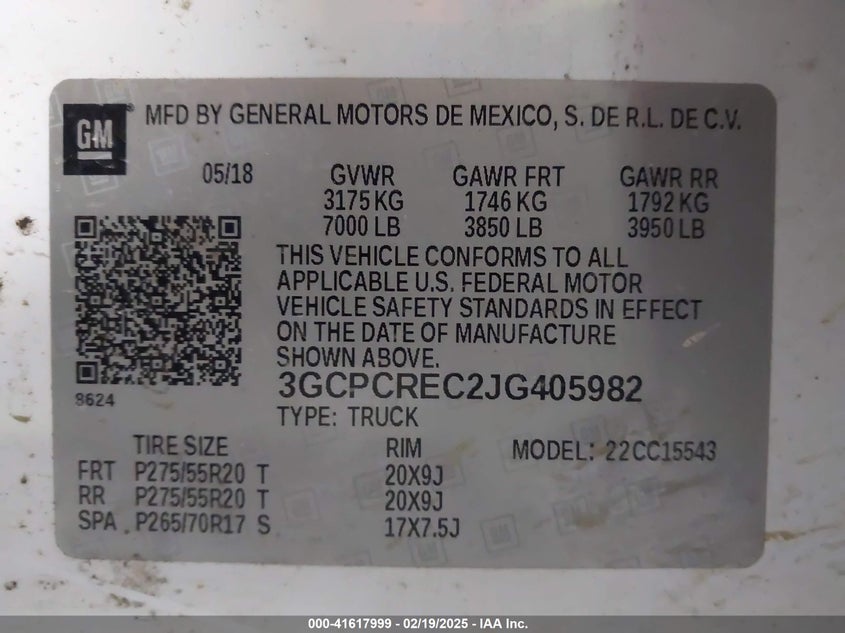 GM
MFD BY GENERAL MOTORS DE MEXICO, S. DE R.L. DE C.V.
05/18 GVWR GAWR FRT GAWR RR
3175 KG 1746 KG 1792 KG
7000 LB 3850 LB 3950 LB
THIS VEHICLE CONFORMS TO ALL
APPLICABLE U.S. FEDERAL MOTOR
VEHICLE SAFETY STANDARDS IN EFFECT
ON THE DATE OF MANUFACTURE
SHOWN ABOVE.
3GCPCREC2JG405982
8624
TYPE: TRUCK
TIRE SIZE RIM MODEL: 22CC15543
FRT P275/55R20 T 20X9J
RR P275/55R20 T 20X9J
SPA P265/70R17 S 17X7.5J
000-41617999 — 02/19/2025 — IAA Inc.